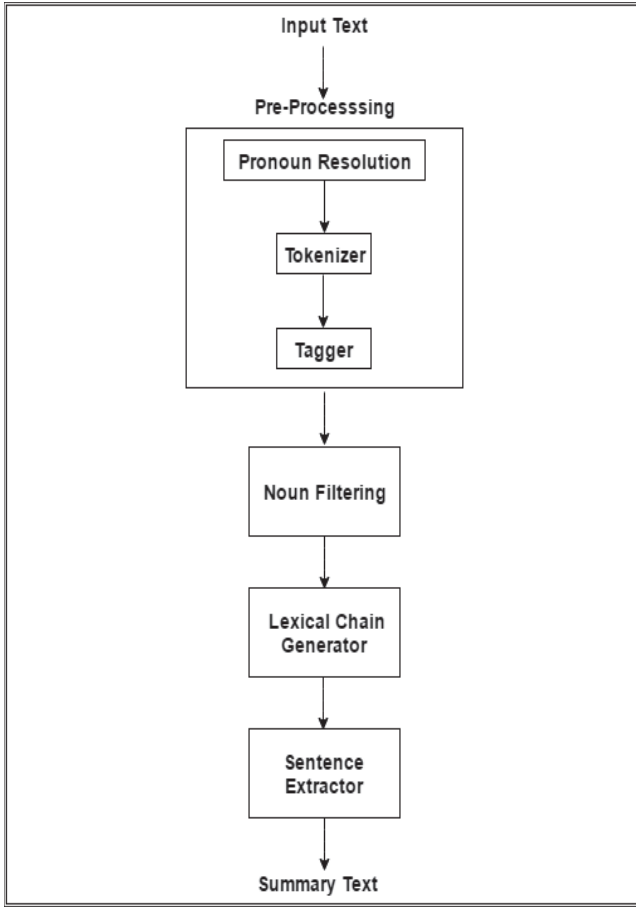 Input Text
Pre-Processsing
Pronoun Resolution
Tokenizer
Tagger
Noun Filtering
Lexical Chain
Generator
Sentence
Extractor
Summary Text